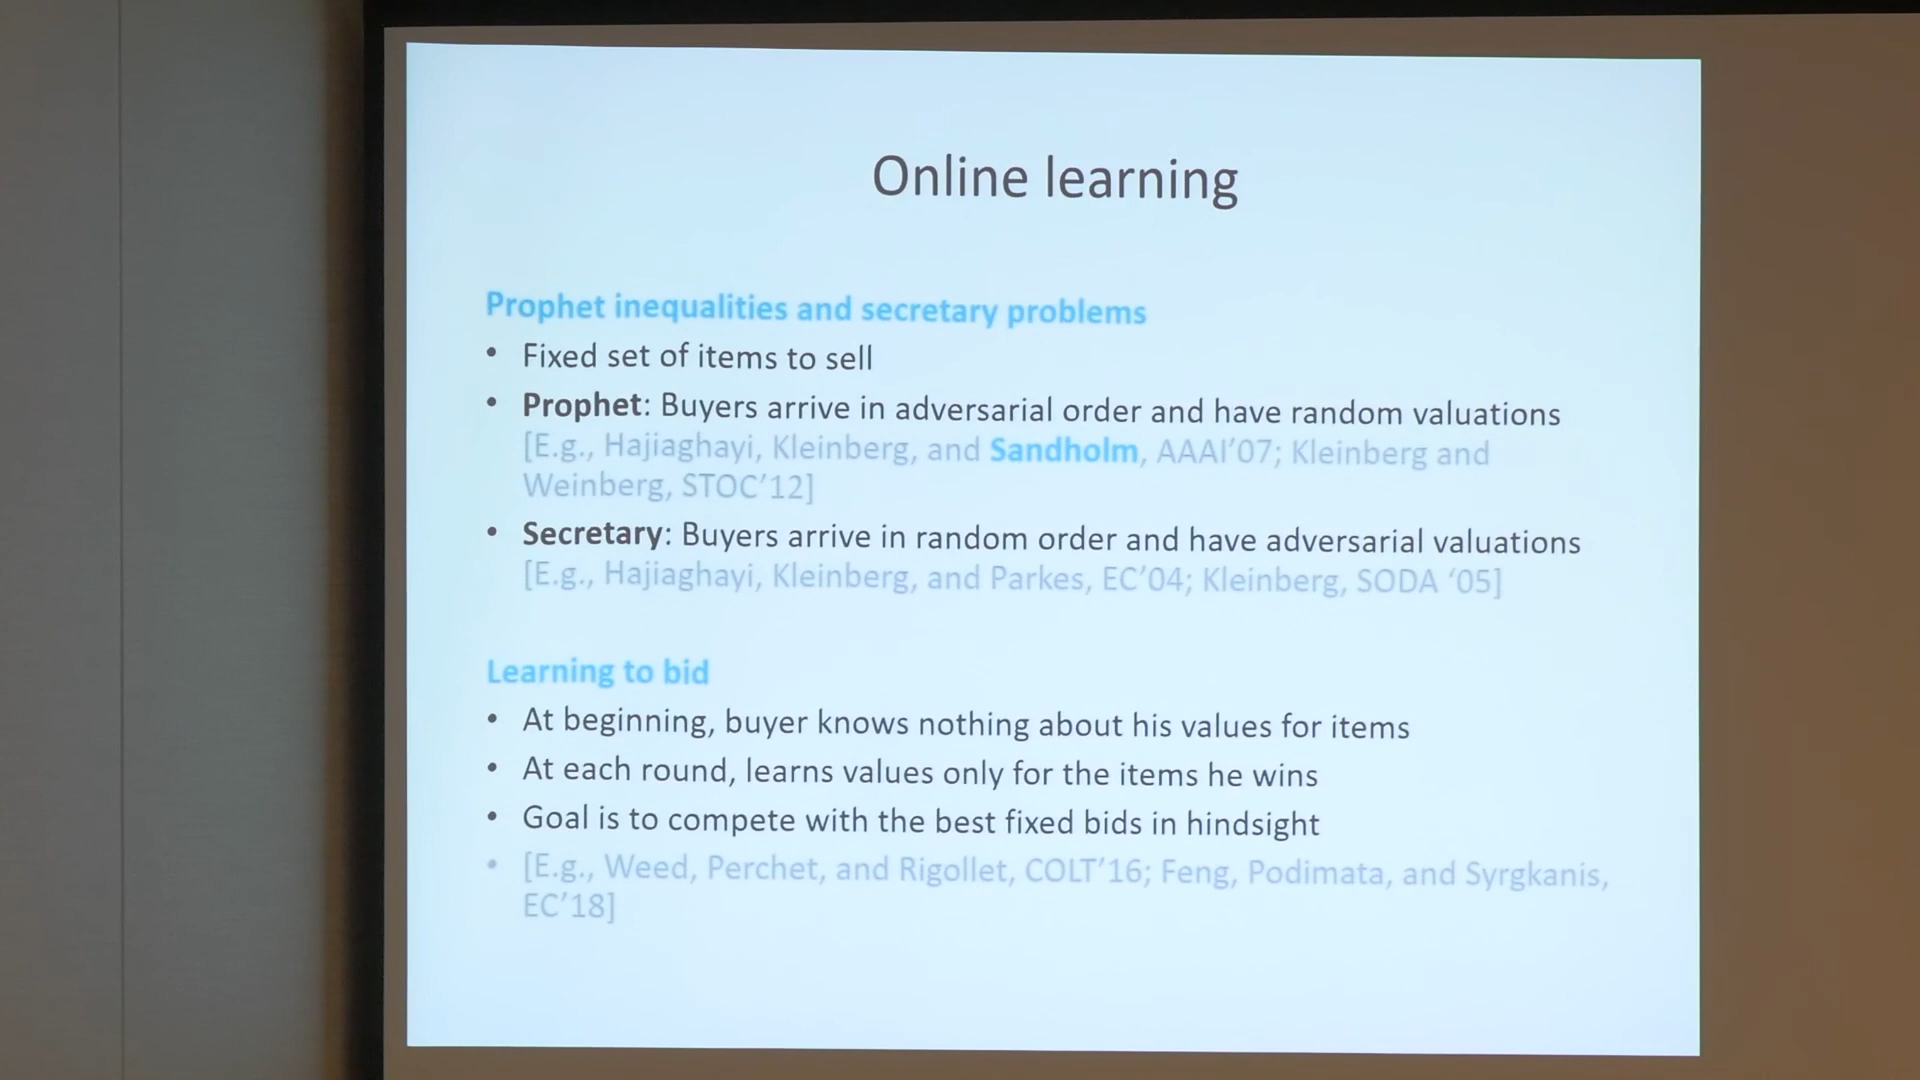 Online learning
Prophet inequalities and secretary problems
• Fixed set of items to sell
• Prophet: Buyers arrive in adversarial order and have random valuations
[E.g., Hajiaghayi, Kleinberg, and Sandholm, AAAI’07; Kleinberg and
Weinberg, STOC’12]
• Secretary: Buyers arrive in random order and have adversarial valuations
[E.g., Hajiaghayi, Kleinberg, and Parkes, EC’04; Kleinberg, SODA ‘05]
Learning to bid
• At beginning, buyer knows nothing about his values for items
• At each round, learns values only for the items he wins
• Goal is to compete with the best fixed bids in hindsight
• [E.g., Weed, Perchet, and Rigollet, COLT’16; Feng, Podimata, and Syrgkanis,
EC’18]